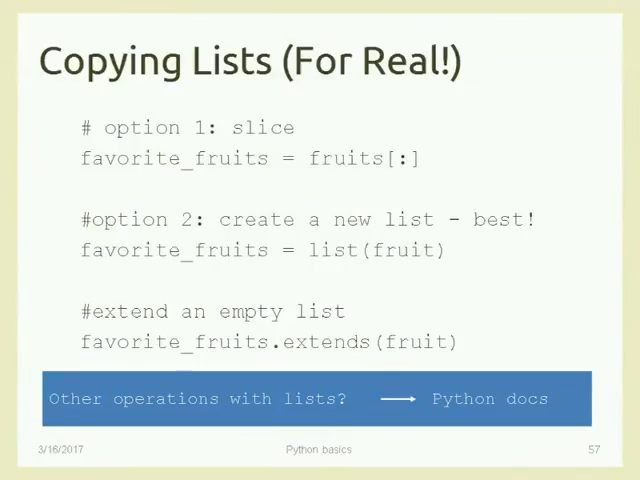 Copying Lists (For Real!)
# option 1: slice
favorite_fruits = fruits[:]
#option 2: create a new list - best!
favorite_fruits = list(fruit)
#extend an empty list
favorite_fruits.extends(fruit)
Other operations with lists? Python docs
3/16/2017 Python basics 57